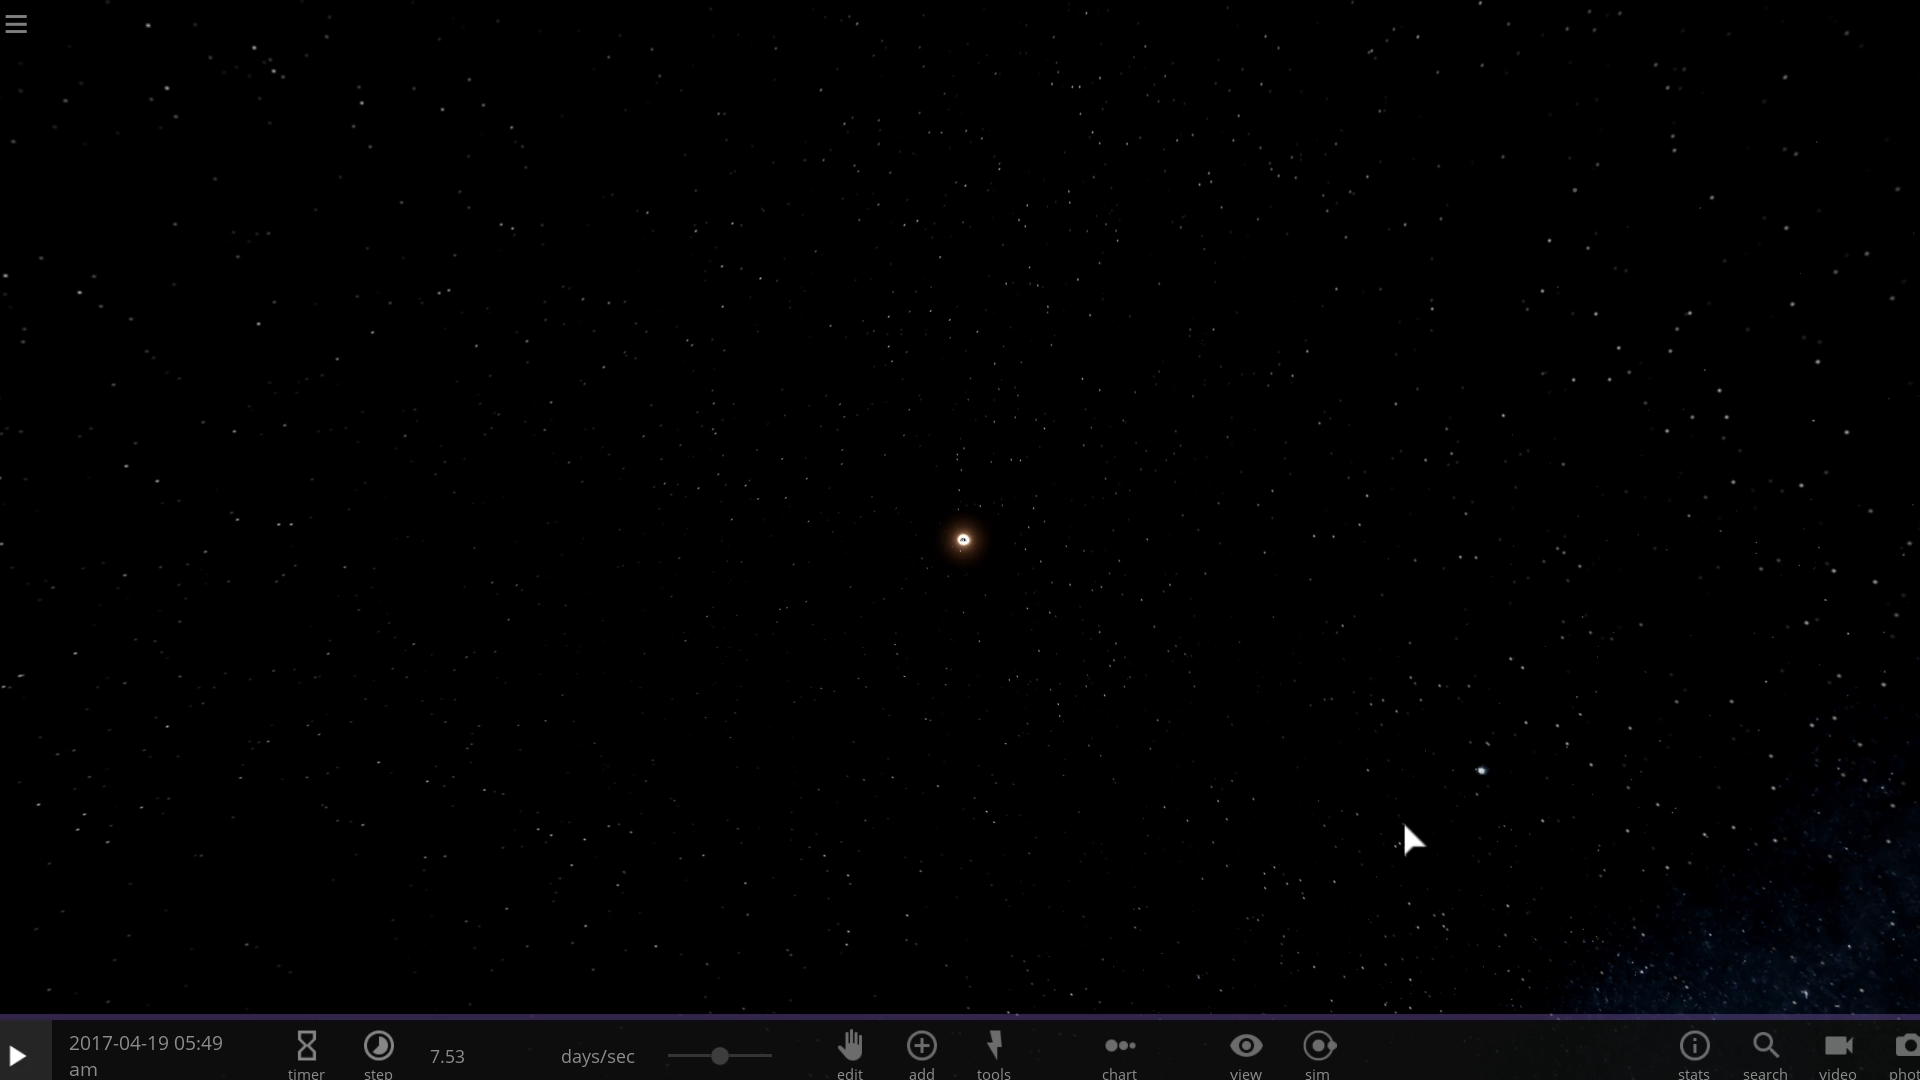 2017-04-19 05:49
am
timer
step
7.53
days/sec
edit
add
tools
chart
view
sim
stats
search
video
phot